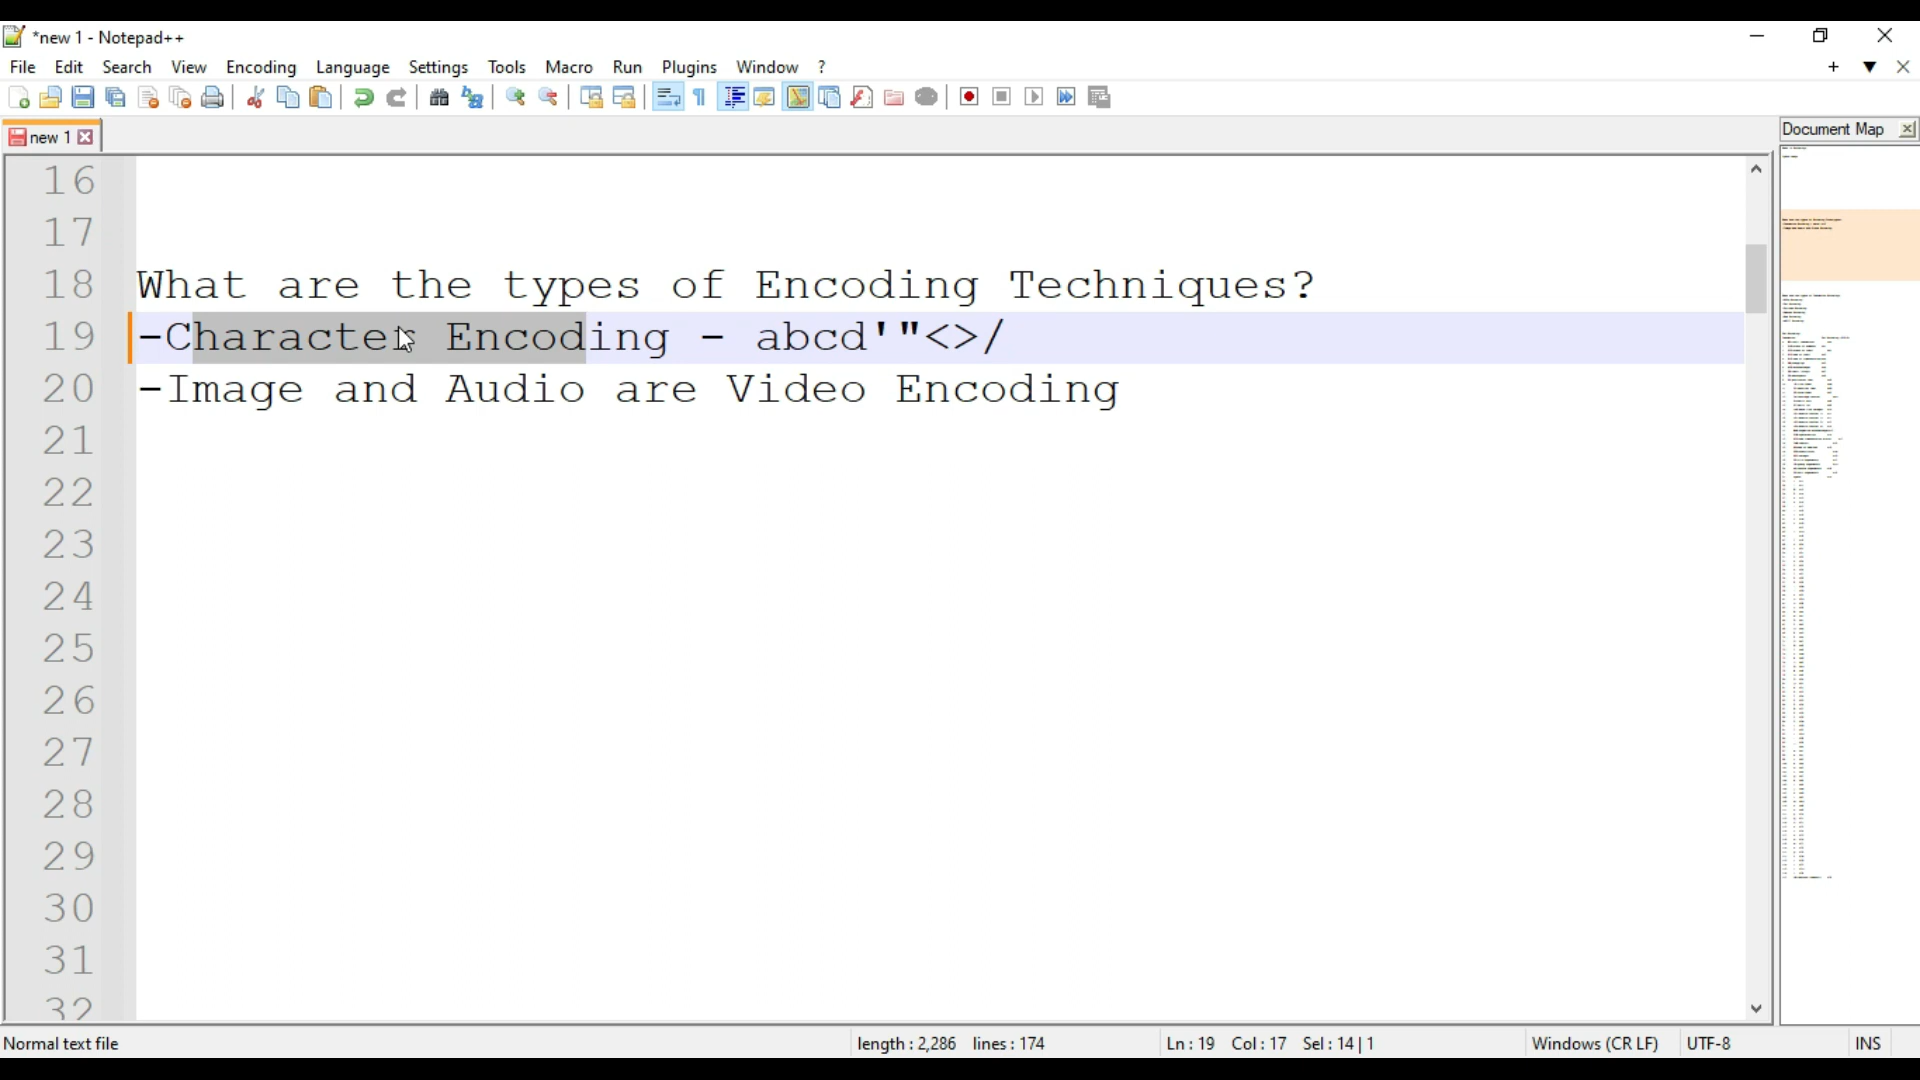 *new 1 - Notepad++
File Edit Search View Encoding Language Settings Tools Macro Run Plugins Window ?
new 1
Document Map
16
17
18 What are the types of Encoding Techniques?
19 -Character Encoding - abcd'"<>/
20 -Image and Audio are Video Encoding
21
22
23
24
25
26
27
28
29
30
31
32
Normal text file length : 2,286 lines : 174 Ln : 19 Col : 17 Sel : 14 | 1 Windows (CR LF) UTF-8 INS